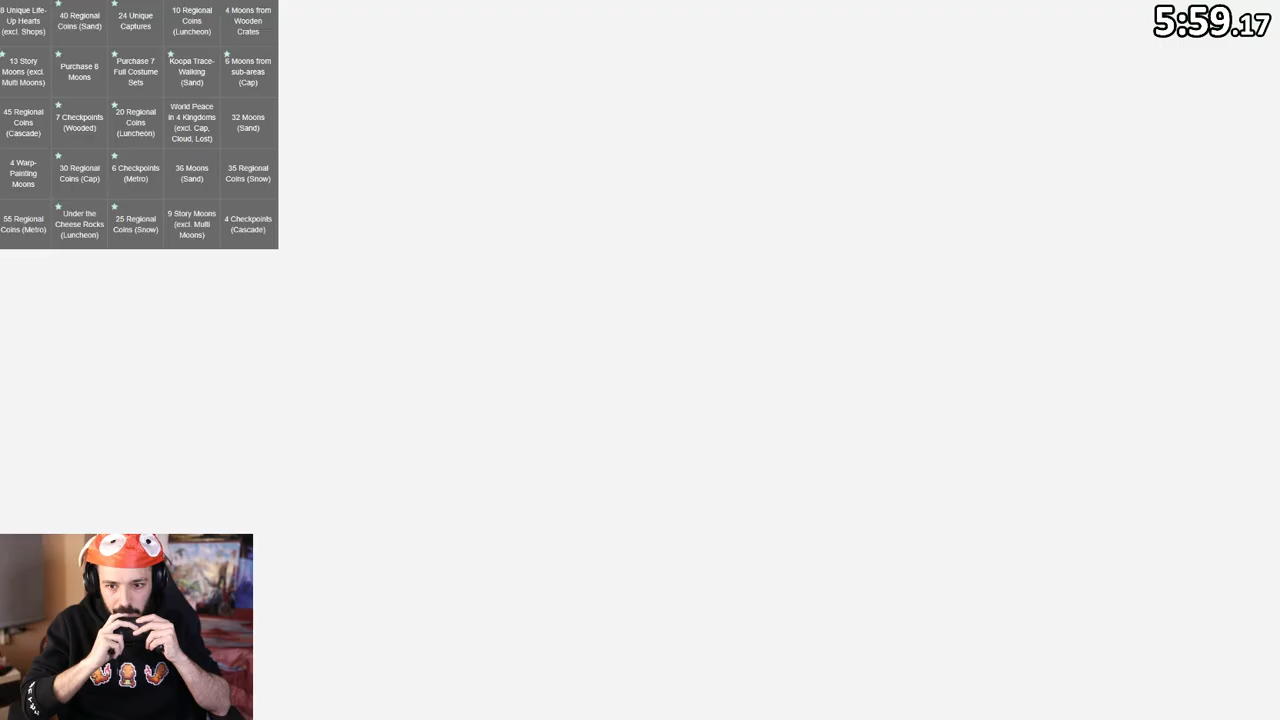 5:59.17
8 Unique Life-
Up Hearts
(excl. Shops)
40 Regional
Coins (Sand)
24 Unique
Captures
10 Regional
Coins
(Luncheon)
4 Moons from
Wooden
Crates
13 Story
Moons (excl.
Multi Moons)
Purchase 8
Moons
Purchase 7
Full Costume
Sets
Koopa Trace-
Walking
(Sand)
6 Moons from
sub-areas
(Cap)
45 Regional
Coins
(Cascade)
7 Checkpoints
(Wooded)
20 Regional
Coins
(Luncheon)
World Peace
in 4 Kingdoms
(excl. Cap,
Cloud, Lost)
32 Moons
(Sand)
4 Warp-
Painting
Moons
30 Regional
Coins (Cap)
6 Checkpoints
(Metro)
36 Moons
(Sand)
35 Regional
Coins (Snow)
55 Regional
Coins (Metro)
Under the
Cheese Rocks
(Luncheon)
25 Regional
Coins (Snow)
9 Story Moons
(excl. Multi
Moons)
4 Checkpoints
(Cascade)